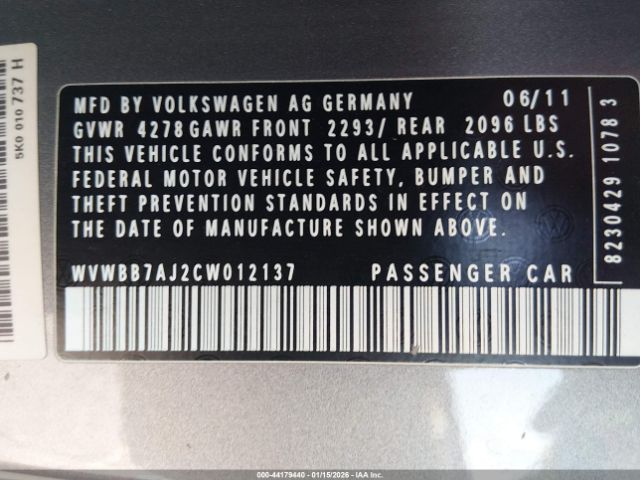 MFD BY VOLKSWAGEN AG GERMANY 06/11
GVWR 4278 GAWR FRONT 2293/ REAR 2096 LBS
THIS VEHICLE CONFORMS TO ALL APPLICABLE U.S.
FEDERAL MOTOR VEHICLE SAFETY, BUMPER AND
THEFT PREVENTION STANDARDS IN EFFECT ON
THE DATE OF MANUFACTURE SHOWN ABOVE.
WVWBB7AJ2CW012137 PASSENGER CAR
8230429 1078 3
5K0 010 737 H
000-44179440 - 01/15/2026 - IAA Inc.